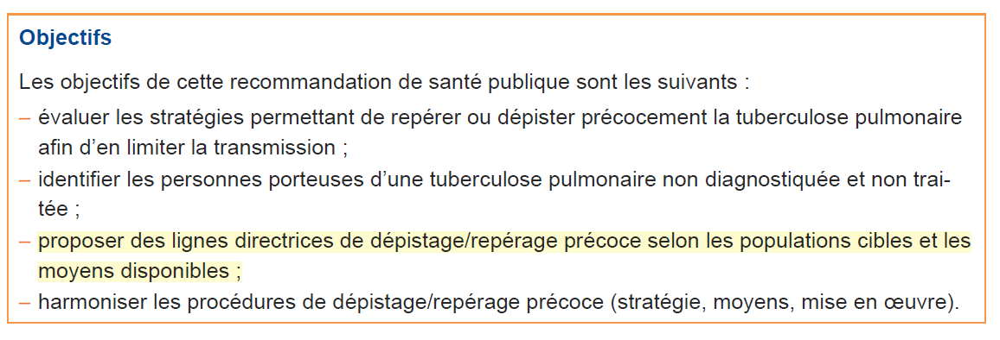 Objectifs
Les objectifs de cette recommandation de santé publique sont les suivants :
– évaluer les stratégies permettant de repérer ou dépister précocement la tuberculose pulmonaire
afin d’en limiter la transmission ;
– identifier les personnes porteuses d’une tuberculose pulmonaire non diagnostiquée et non trai-
tée ;
– proposer des lignes directrices de dépistage/repérage précoce selon les populations cibles et les
moyens disponibles ;
– harmoniser les procédures de dépistage/repérage précoce (stratégie, moyens, mise en œuvre).